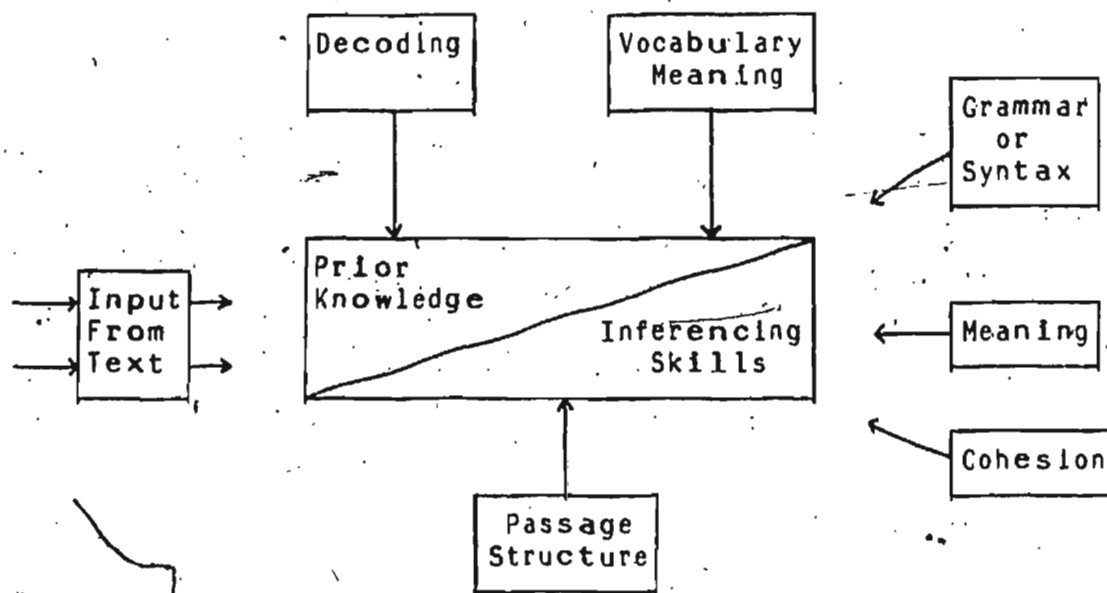 Decoding
Vocabulary
Meaning
Grammar
or
Syntax
Prior
Knowledge
Inferencing
Skills
Input
From
Text
Meaning
Cohesion
Passage
Structure